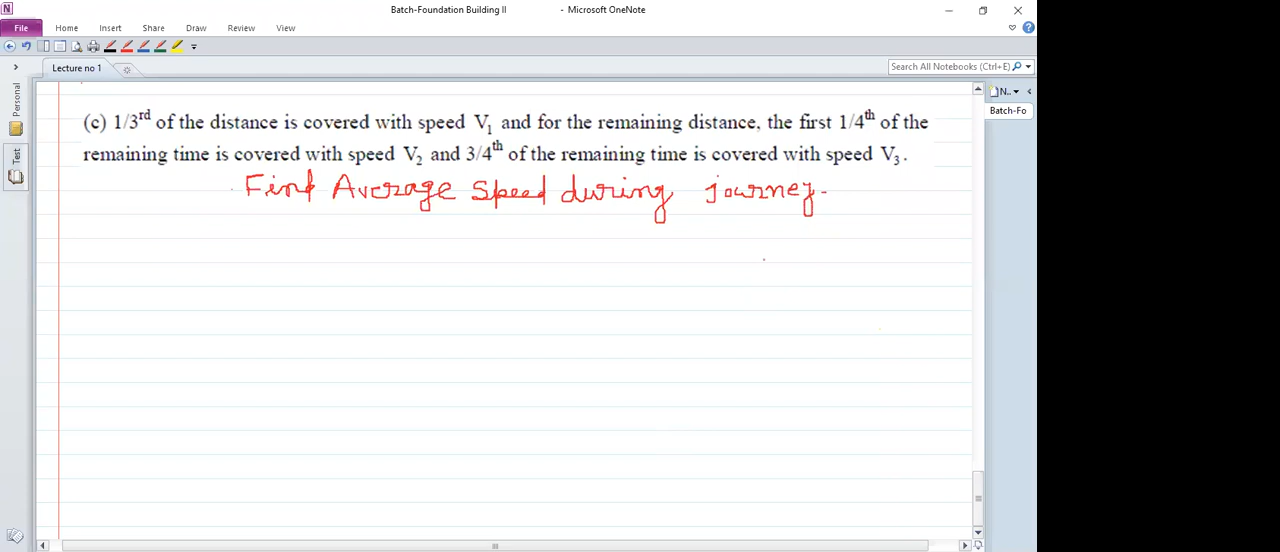 Batch-Foundation Building II - Microsoft OneNote
File Home Insert Share Draw Review View
Lecture no 1
Search All Notebooks (Ctrl+E)
Personal
Test
N..
Batch-Fo
(c) 1/3rd of the distance is covered with speed V1 and for the remaining distance, the first 1/4th of the
remaining time is covered with speed V2 and 3/4th of the remaining time is covered with speed V3.
Find Average Speed during journey.